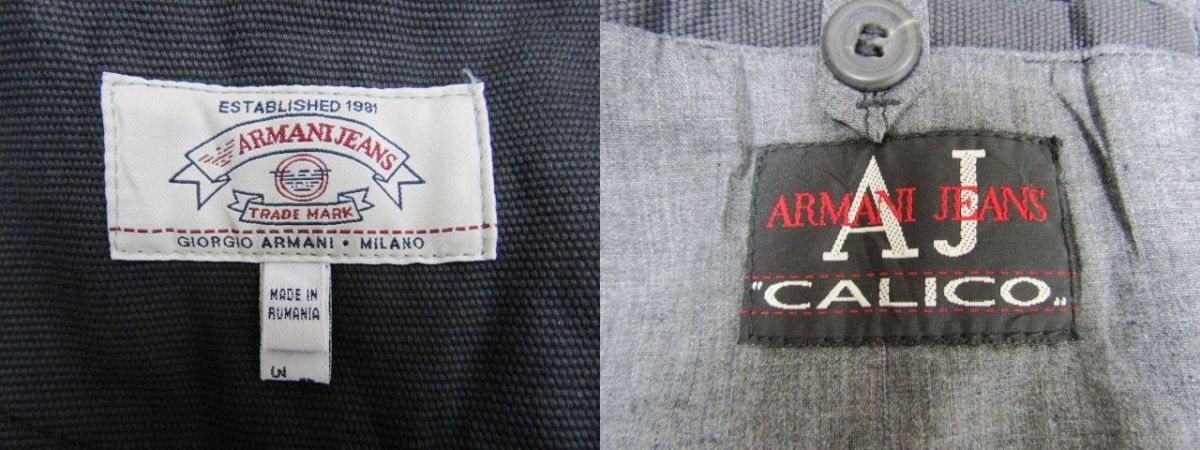 ESTABLISHED 1981
ARMANI JEANS
TRADE MARK
GIORGIO ARMANI • MILANO
MADE IN
RUMANIA
AJ
ARMANI JEANS
"CALICO„